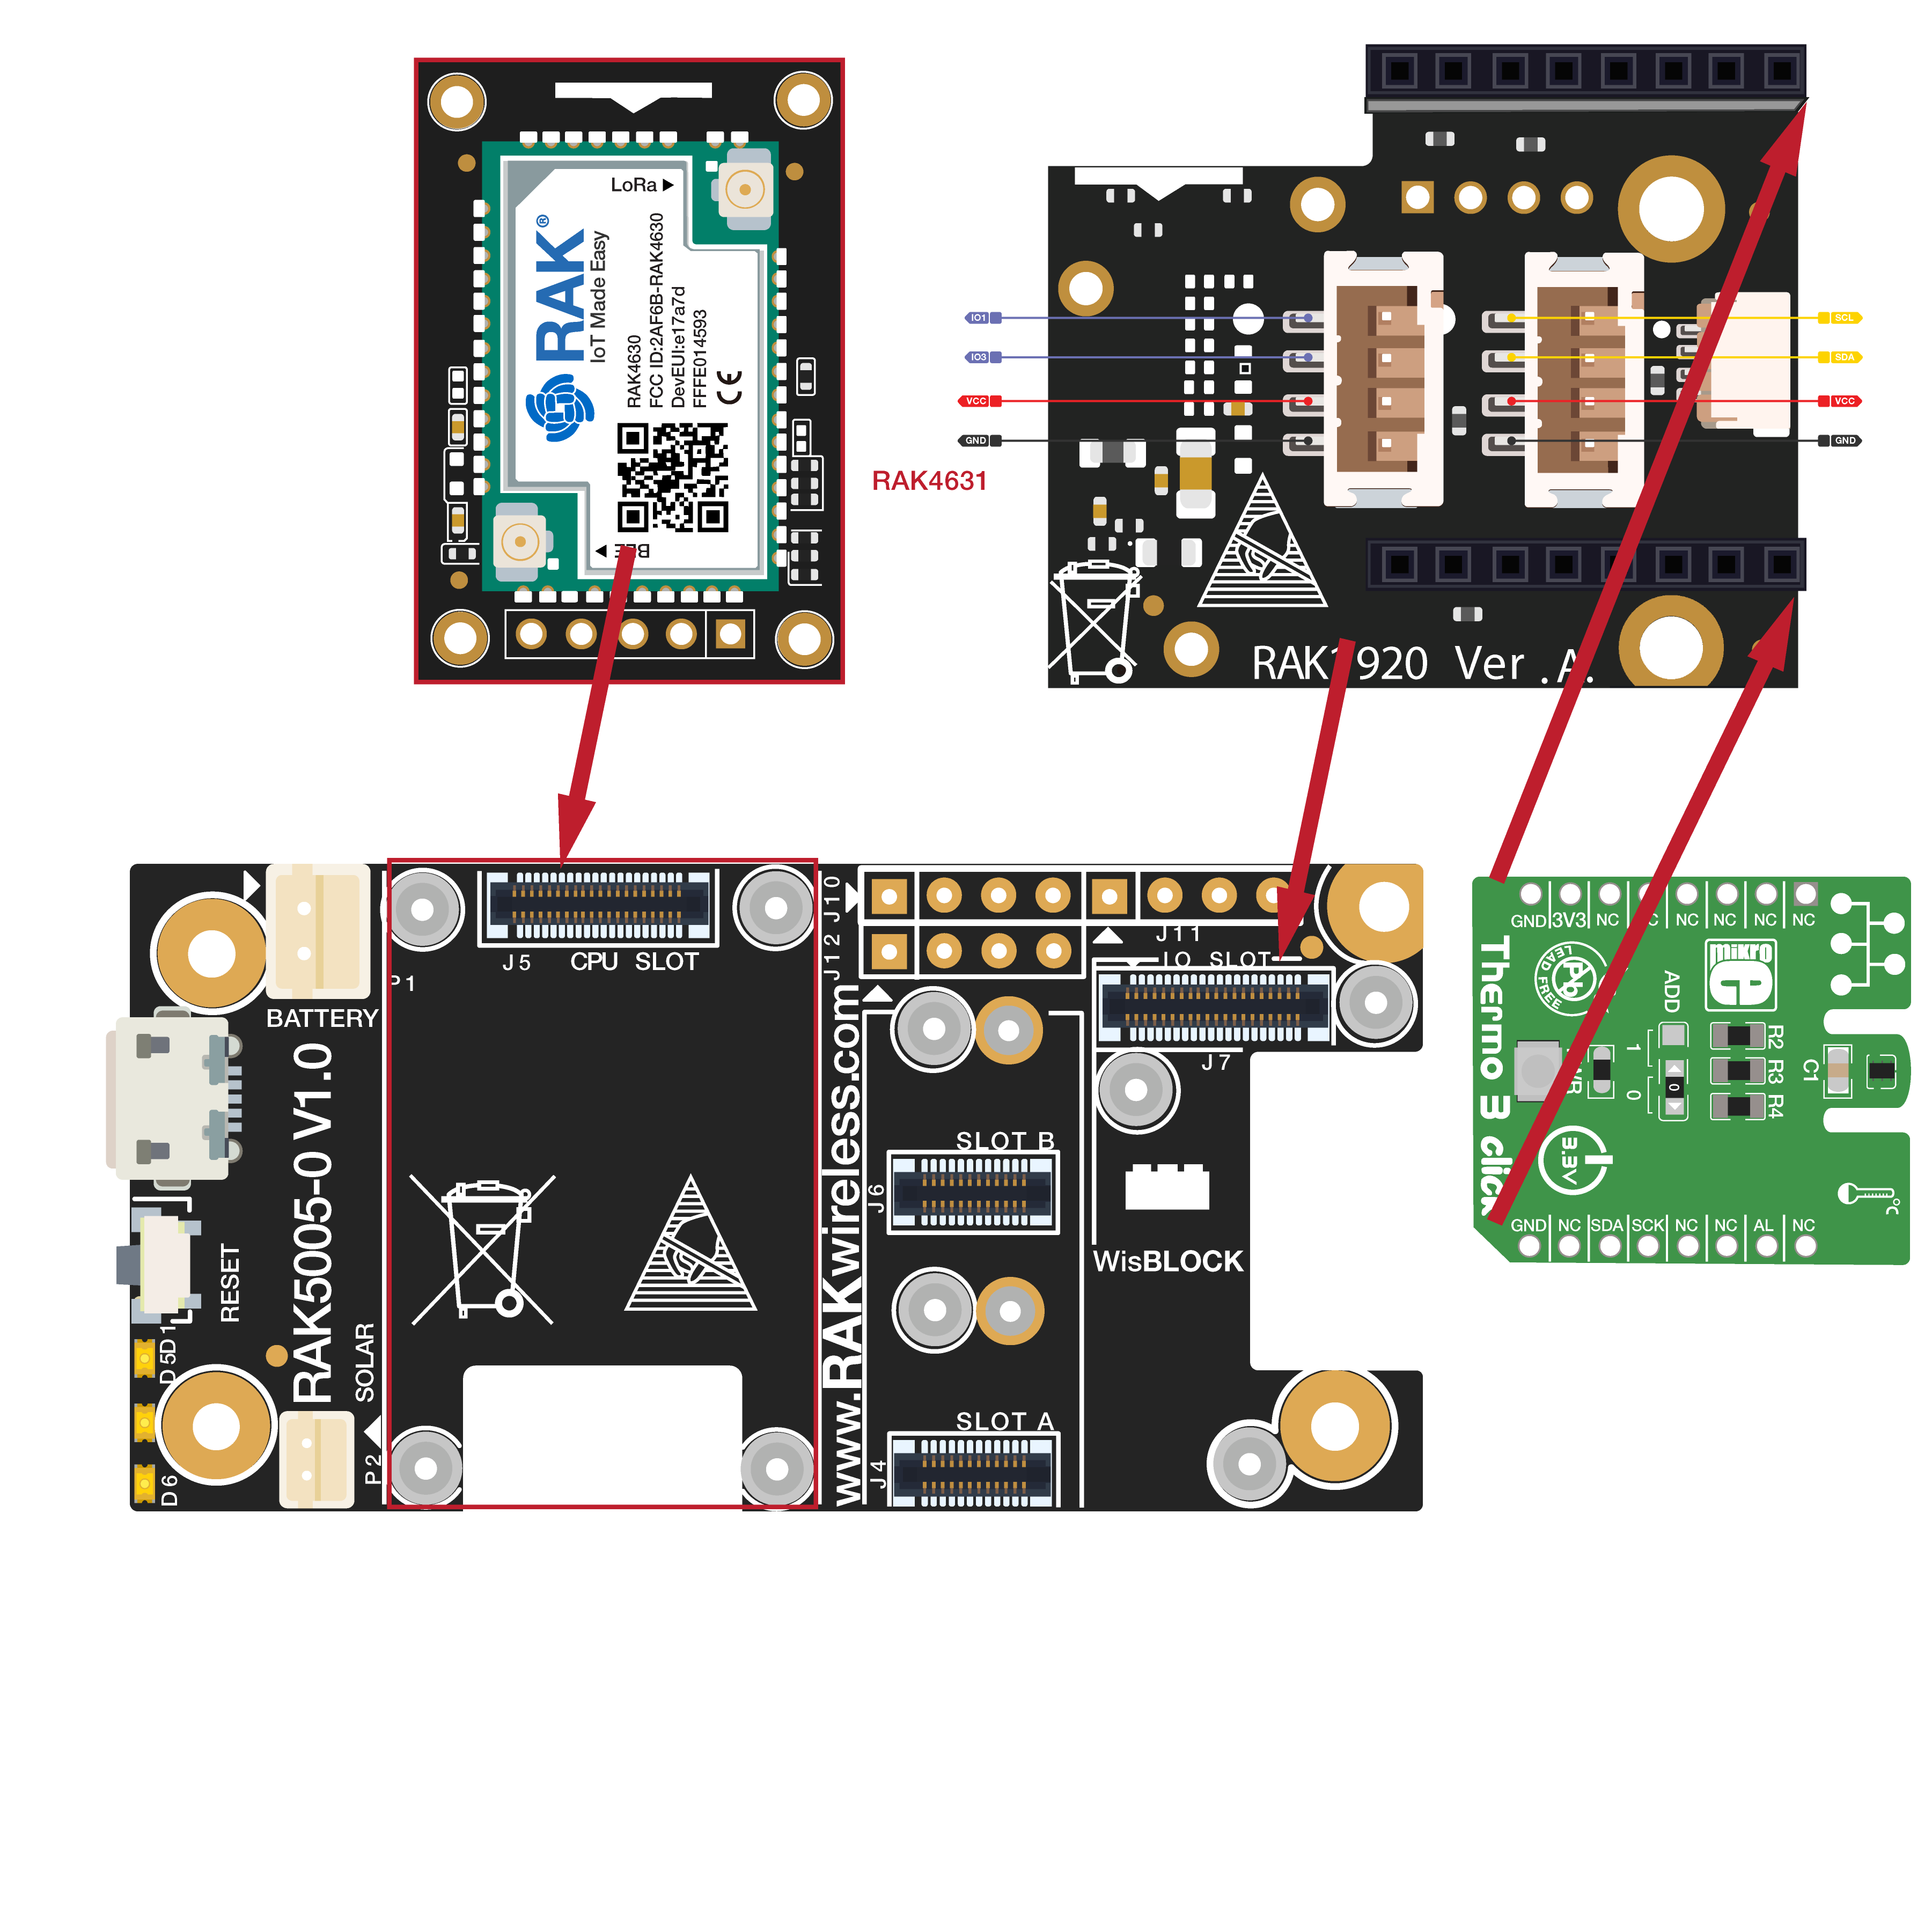 LoRa
RAK®
IoT Made Easy
RAK4630
FCC ID:2AF6B-RAK4630
DevEUI:e17a7d
FFFE014593
CE
RAK4631
IO1
IO3
VCC
GND
SCL
SDA
VCC
GND
RAK1920 Ver .A.
BATTERY
P1
J5 CPU SLOT
J10
J12
J11
IO SLOT
J7
RAK5005-0 V1.0
RESET
SOLAR
P2
D5
D1
D6
www.RAKwireless.com
SLOT B
J6
SLOT A
J4
WisBLOCK
GND 3V3 NC NC NC NC NC
Thermo 3 click
LEAD FREE
Pb
ADD
mikro
e
R2
R3
R4
C1
1
0
0
3.3V
°C
GND NC SDA SCK NC NC AL NC